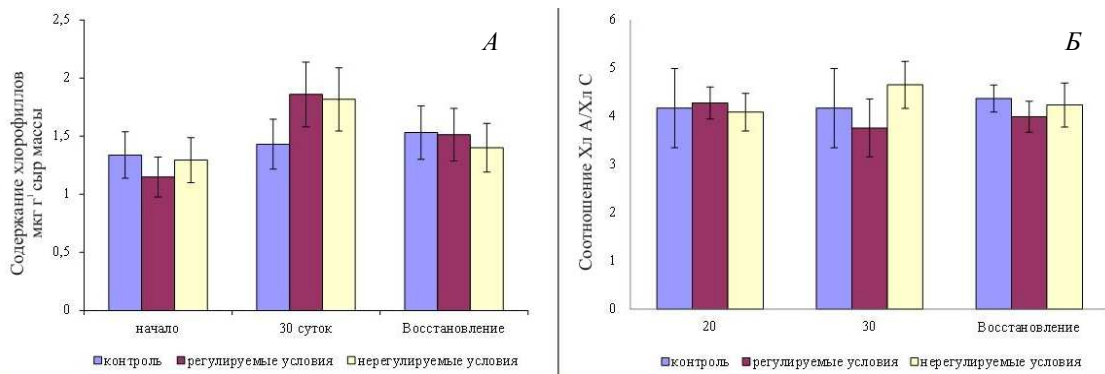 А
Содержание хлорофиллов
мкг г¹ сыр массы
2,5
2
1,5
1
0,5
0
начало 30 суток Восстановление
контроль регулируемые условия нерегулируемые условия
Б
Соотношение Хл А/Хл С
6
5
4
3
2
1
0
20 30 Восстановление
контроль регулируемые условия нерегулируемые условия